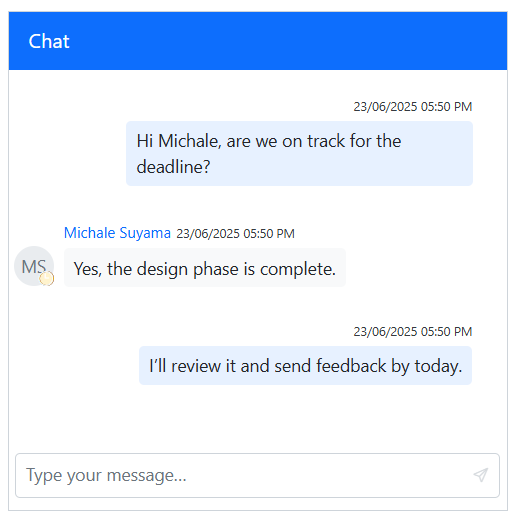 Chat
23/06/2025 05:50 PM
Hi Michale, are we on track for the
deadline?
Michale Suyama 23/06/2025 05:50 PM
MS
Yes, the design phase is complete.
23/06/2025 05:50 PM
I’ll review it and send feedback by today.
Type your message...